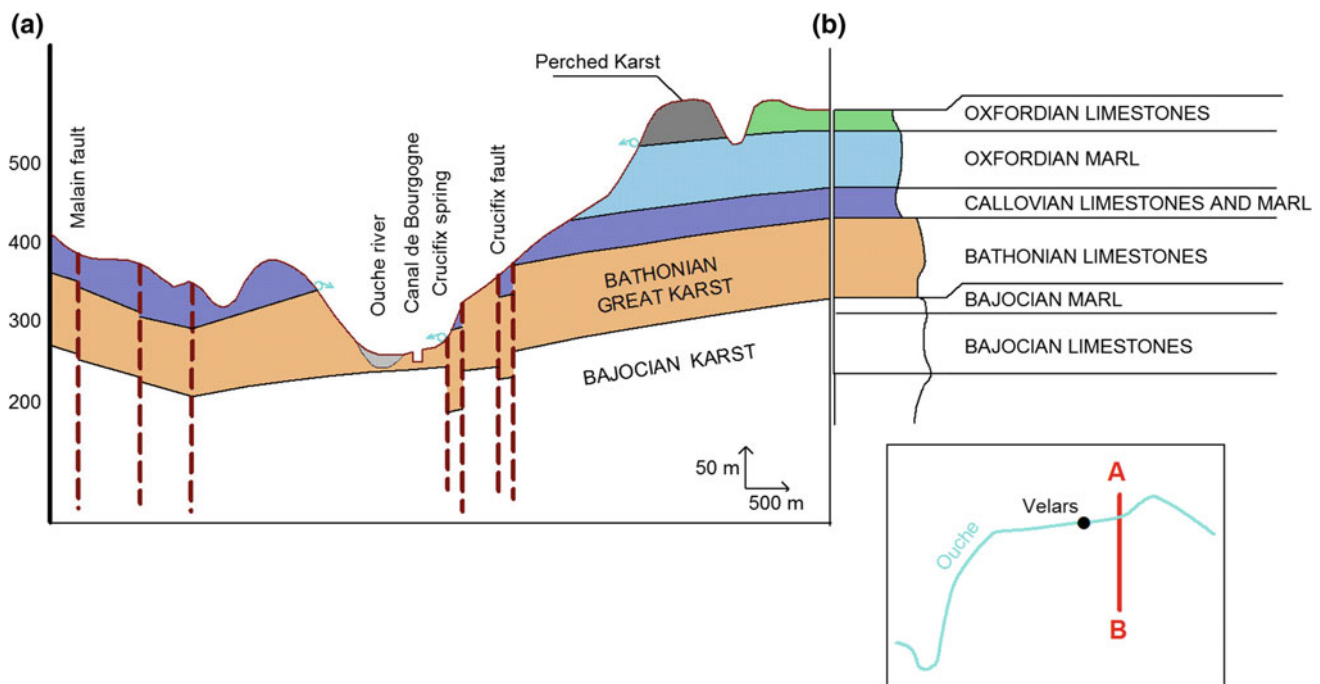 (a)
(b)
500
400
300
200
Malain fault
Ouche river
Canal de Bourgogne
Crucifix spring
Crucifix fault
Perched Karst
BATHONIAN
GREAT KARST
BAJOCIAN KARST
50 m
500 m
OXFORDIAN LIMESTONES
OXFORDIAN MARL
CALLOVIAN LIMESTONES AND MARL
BATHONIAN LIMESTONES
BAJOCIAN MARL
BAJOCIAN LIMESTONES
A
Velars
Ouche
B